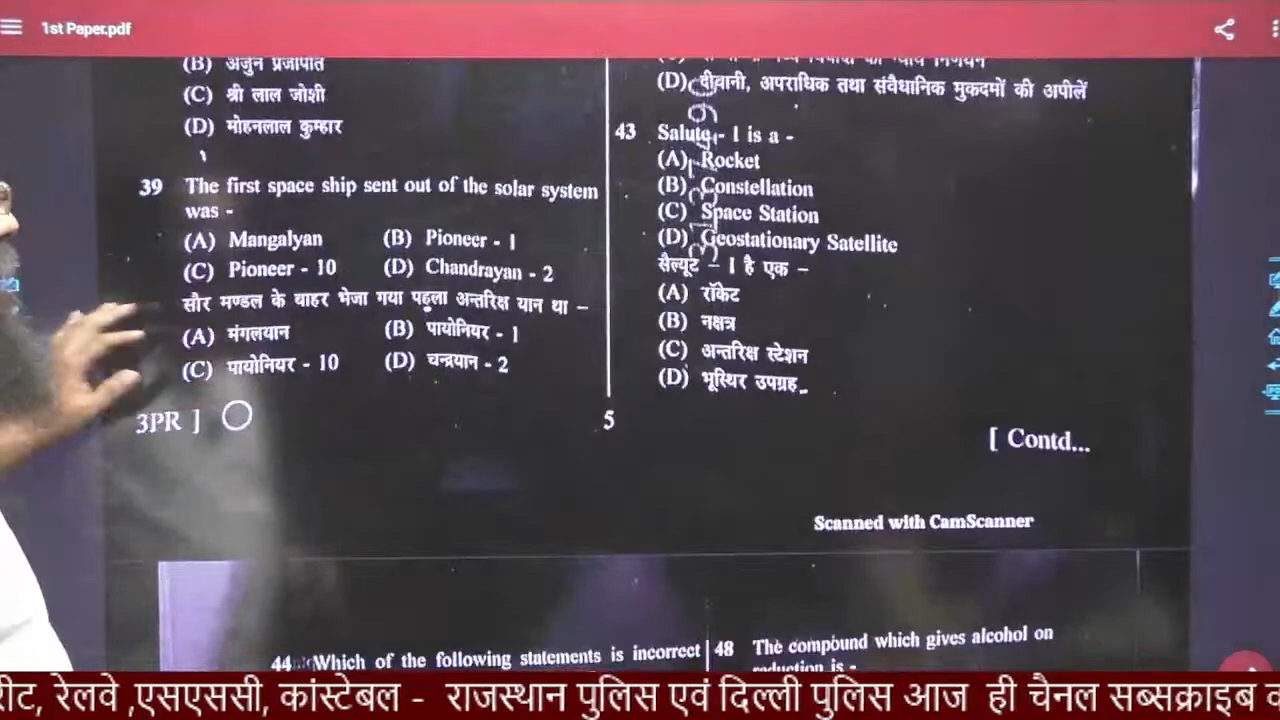 1st Paper.pdf
(B) अर्जुन प्रजापति
(C) श्री लाल जोशी
(D) मोहनलाल कुम्हार
39 The first space ship sent out of the solar system
was -
(A) Mangalyan (B) Pioneer - 1
(C) Pioneer - 10 (D) Chandrayan - 2
सौर मण्डल के बाहर भेजा गया पहला अन्तरिक्ष यान था –
(A) मंगलयान (B) पायोनियर - 1
(C) पायोनियर - 10 (D) चन्द्रयान - 2
3PR ]
5
(D) दीवानी, अपराधिक तथा संवैधानिक मुकदमों की अपीलें
43 Salute - 1 is a -
(A) Rocket
(B) Constellation
(C) Space Station
(D) Geostationary Satellite
सैल्यूट – 1 है एक –
(A) रॉकेट
(B) नक्षत्र
(C) अन्तरिक्ष स्टेशन
(D) भूस्थिर उपग्रह
[ Contd...
Scanned with CamScanner
44 Which of the following statements is incorrect
48 The compound which gives alcohol on
reduction is -
रीट, रेलवे ,एसएससी, कांस्टेबल - राजस्थान पुलिस एवं दिल्ली पुलिस आज ही चैनल सब्सक्राइब